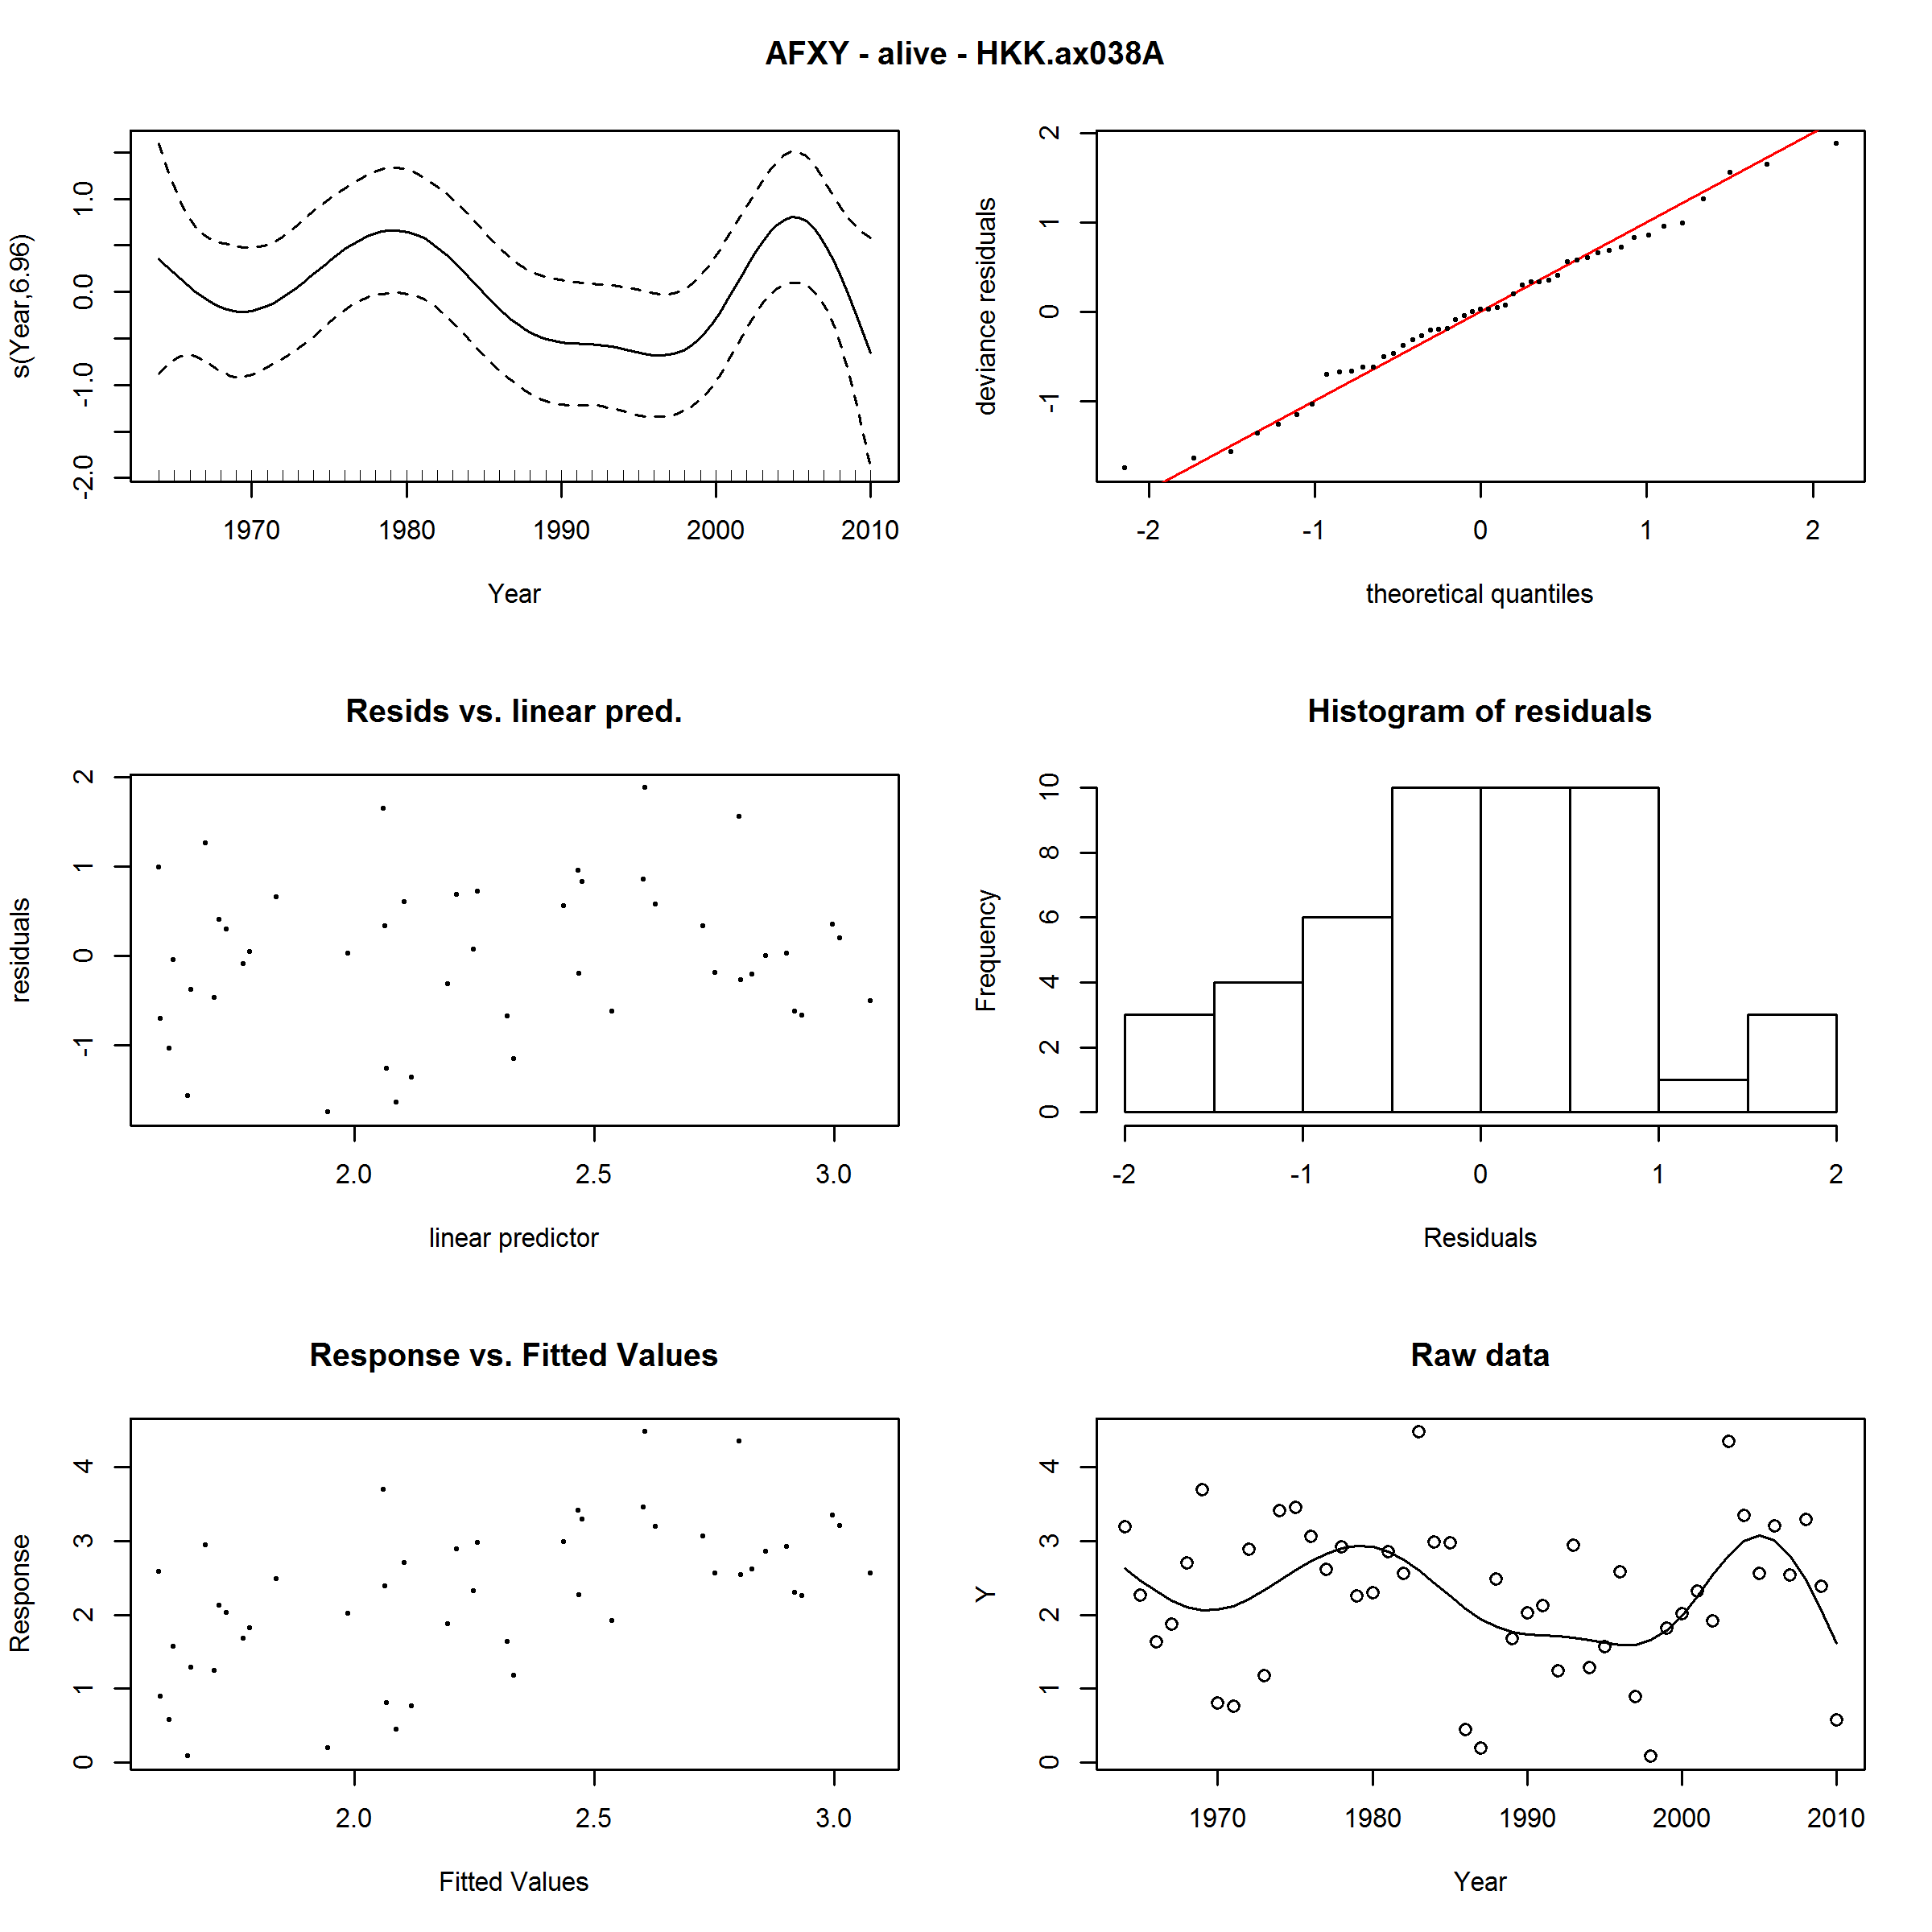 AFXY - alive - HKK.ax038A
s(Year,6.96)
1.0
0.0
-1.0
-2.0
1970 1980 1990 2000 2010
Year
deviance residuals
2
1
0
-1
-2 -1 0 1 2
theoretical quantiles
Resids vs. linear pred.
residuals
2
1
0
-1
2.0 2.5 3.0
linear predictor
Histogram of residuals
Frequency
10
8
6
4
2
0
-2 -1 0 1 2
Residuals
Response vs. Fitted Values
Response
4
3
2
1
0
2.0 2.5 3.0
Fitted Values
Raw data
Y
4
3
2
1
0
1970 1980 1990 2000 2010
Year